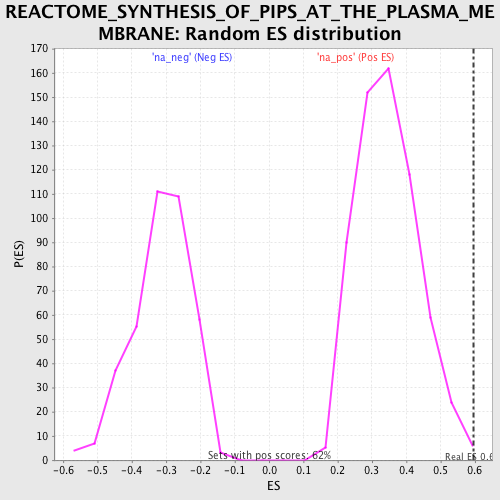 REACTOME_SYNTHESIS_OF_PIPS_AT_THE_PLASMA_ME
MBRANE: Random ES distribution
'na_neg' (Neg ES) 'na_pos' (Pos ES)
170
160
150
140
130
120
110
100
90
80
70
60
50
40
30
20
10
0
P(ES)
Sets with pos scores: 62%
Real ES 0.6
-0.6 -0.5 -0.4 -0.3 -0.2 -0.1 0.0 0.1 0.2 0.3 0.4 0.5 0.6
ES